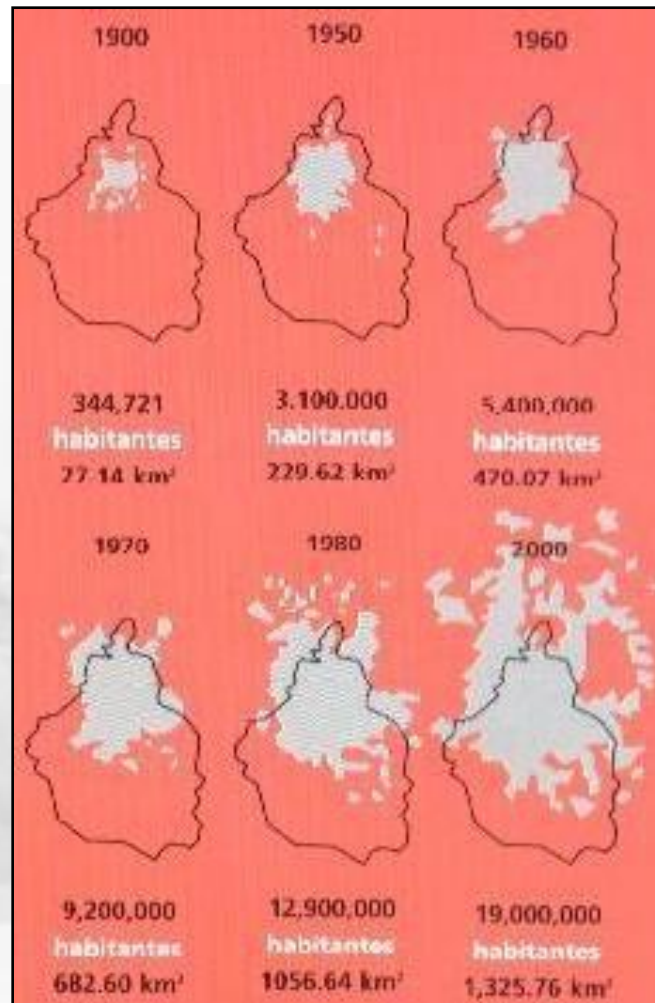 1900 1950 1960
344,721 3.100.000 5,400,000
habitantes habitantes habitantes
27.14 km² 229.62 km² 470.07 km²
1970 1980 2000
9,200,000 12,900,000 19,000,000
habitantes habitantes habitantes
682.60 km² 1056.64 km² 1,325.76 km²